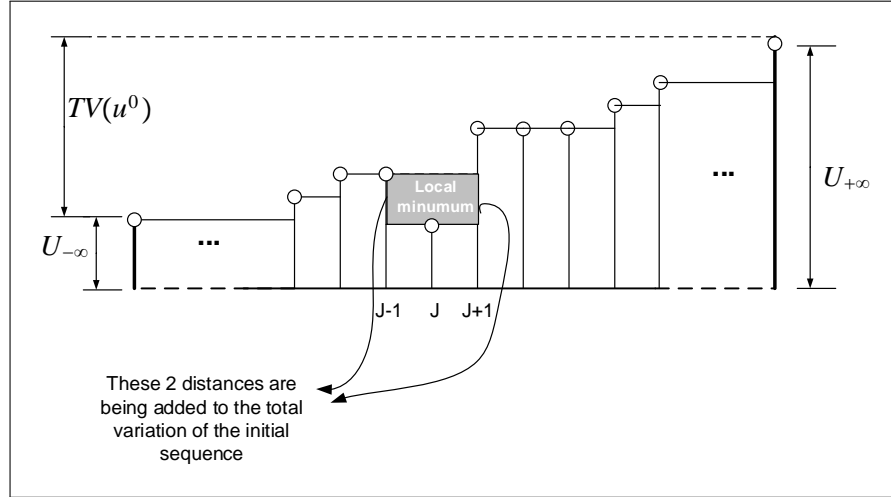 TV(u⁰)
Local
minumum
...
U₊∞
U₋∞
...
J-1 J J+1
These 2 distances are
being added to the total
variation of the initial
sequence